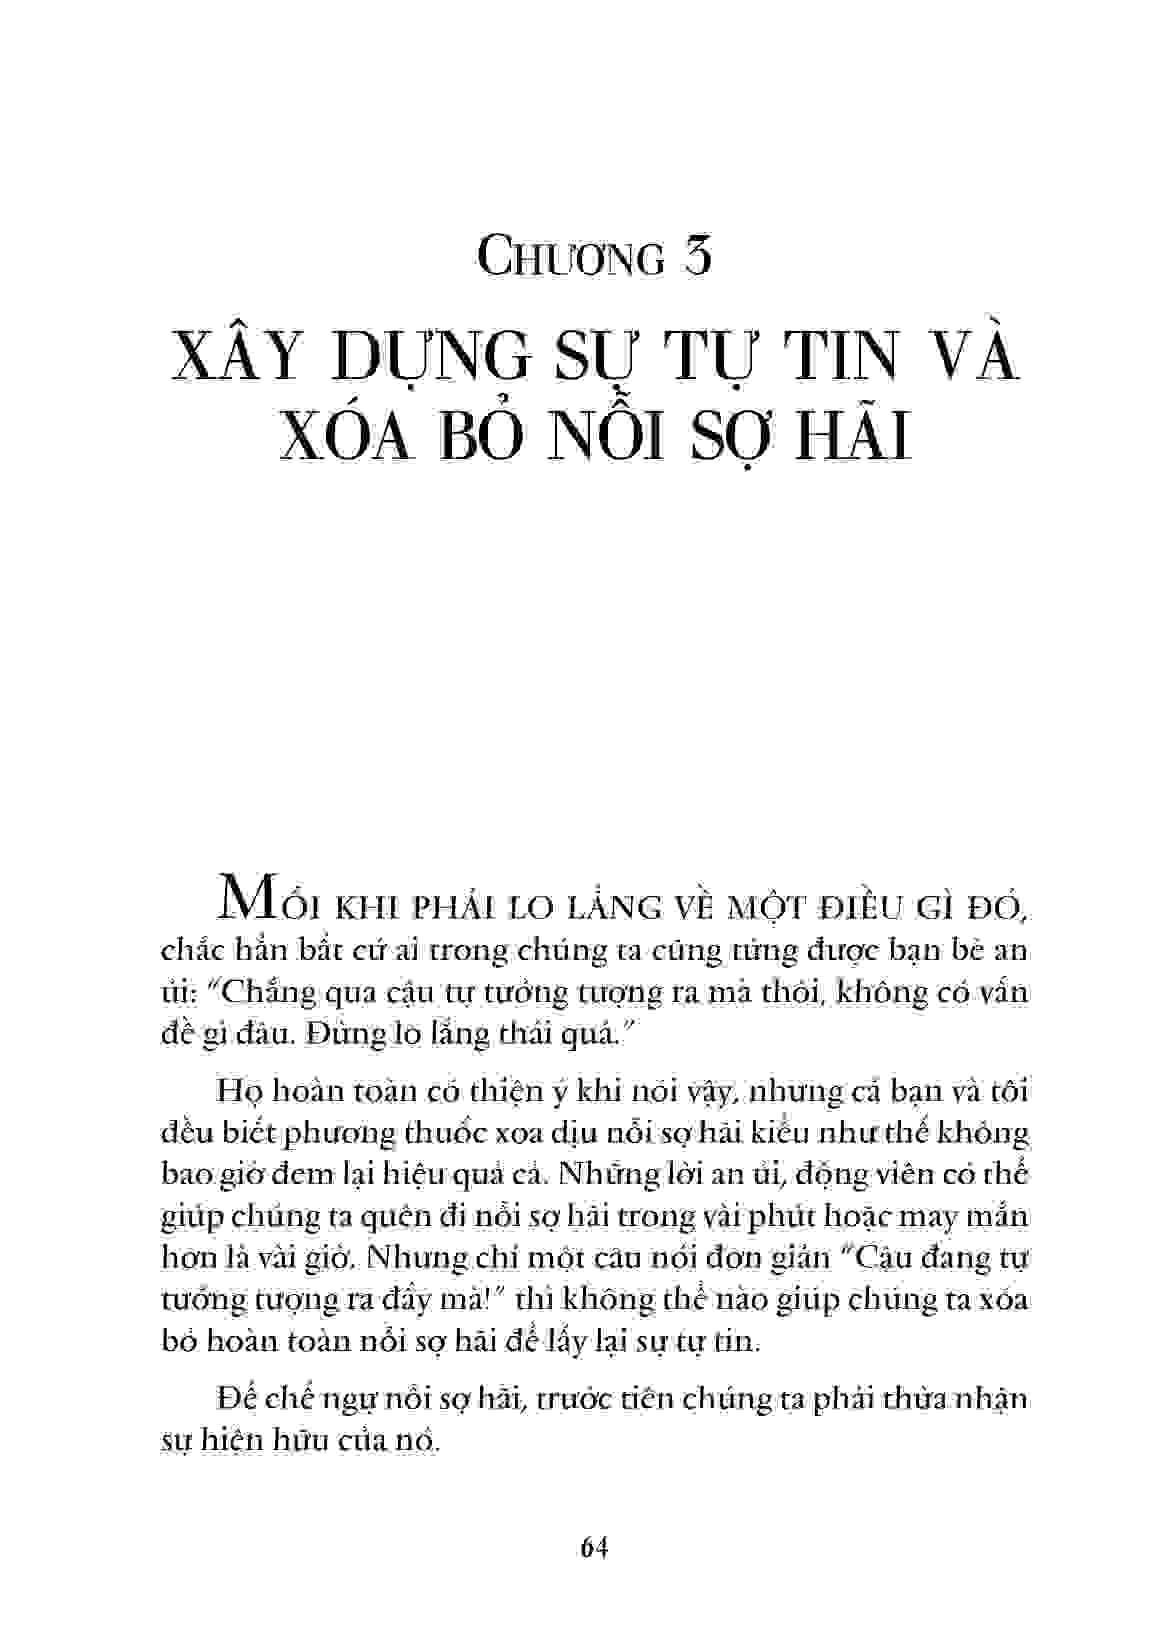 CHƯƠNG 3
XÂY DỰNG SỰ TỰ TIN VÀ
XÓA BỎ NỖI SỢ HÃI
MỖI KHI PHẢI LO LẮNG VỀ MỘT ĐIỀU GÌ ĐÓ,
chắc hẳn bất cứ ai trong chúng ta cũng từng được bạn bè an
ủi: “Chẳng qua cậu tự tưởng tượng ra mà thôi, không có vấn
đề gì đâu. Đừng lo lắng thái quá.”
Họ hoàn toàn có thiện ý khi nói vậy, nhưng cả bạn và tôi
đều biết phương thuốc xoa dịu nỗi sợ hãi kiểu như thế không
bao giờ đem lại hiệu quả cả. Những lời an ủi, động viên có thể
giúp chúng ta quên đi nỗi sợ hãi trong vài phút hoặc may mắn
hơn là vài giờ. Nhưng chỉ một câu nói đơn giản “Cậu đang tự
tưởng tượng ra đấy mà!” thì không thể nào giúp chúng ta xóa
bỏ hoàn toàn nỗi sợ hãi để lấy lại sự tự tin.
Để chế ngự nỗi sợ hãi, trước tiên chúng ta phải thừa nhận
sự hiện hữu của nó.
64